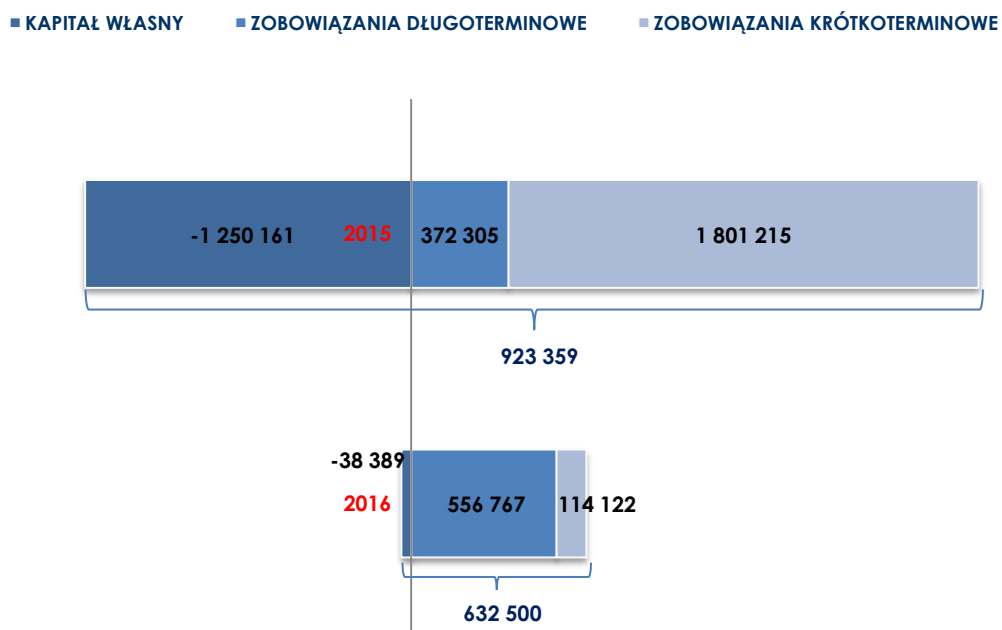 KAPITAŁ WŁASNY ZOBOWIĄZANIA DŁUGOTERMINOWE ZOBOWIĄZANIA KRÓTKOTERMINOWE
-1 250 161 2015 372 305 1 801 215
923 359
-38 389
2016 556 767 114 122
632 500